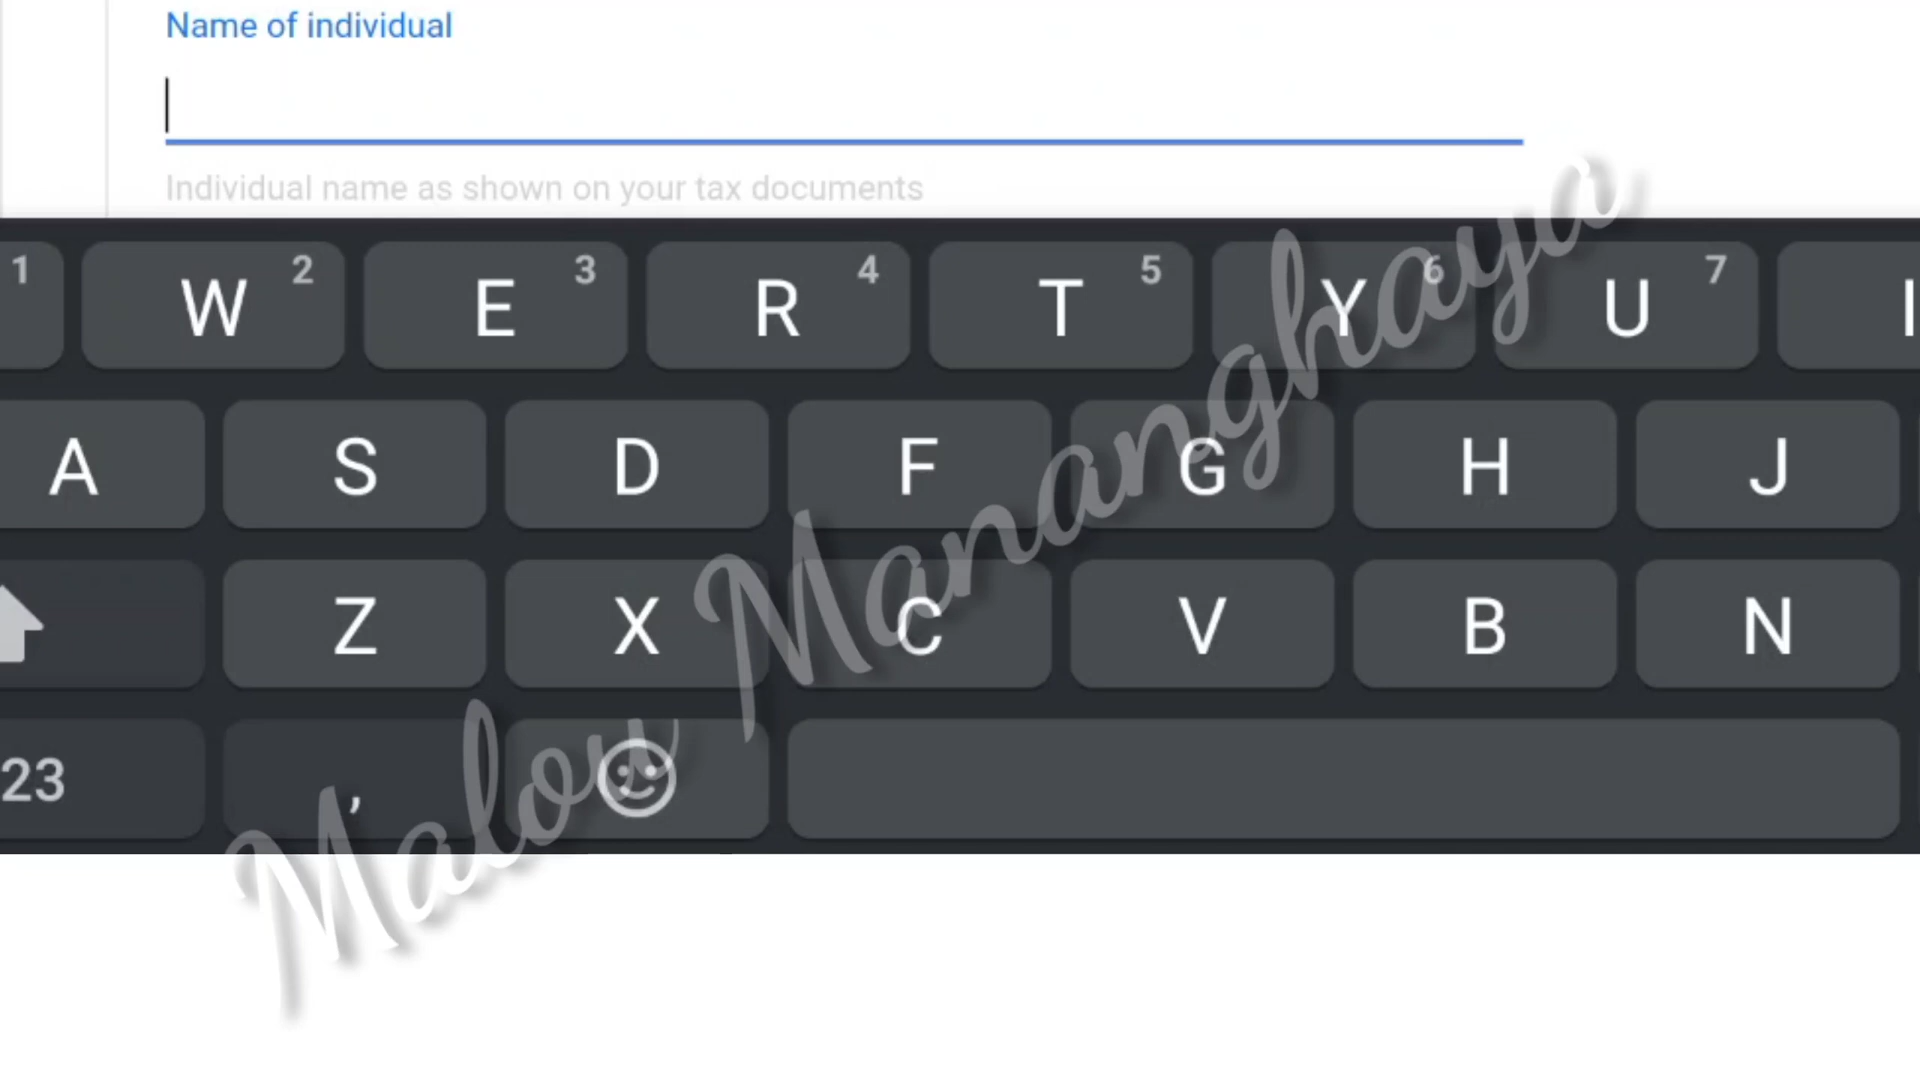 Name of individual
Individual name as shown on your tax documents
1 W 2 E 3 R 4 T 5 Y 6 U 7 I
A S D F G H J
Z X C V B N
23 ,
Malou Mananghaya